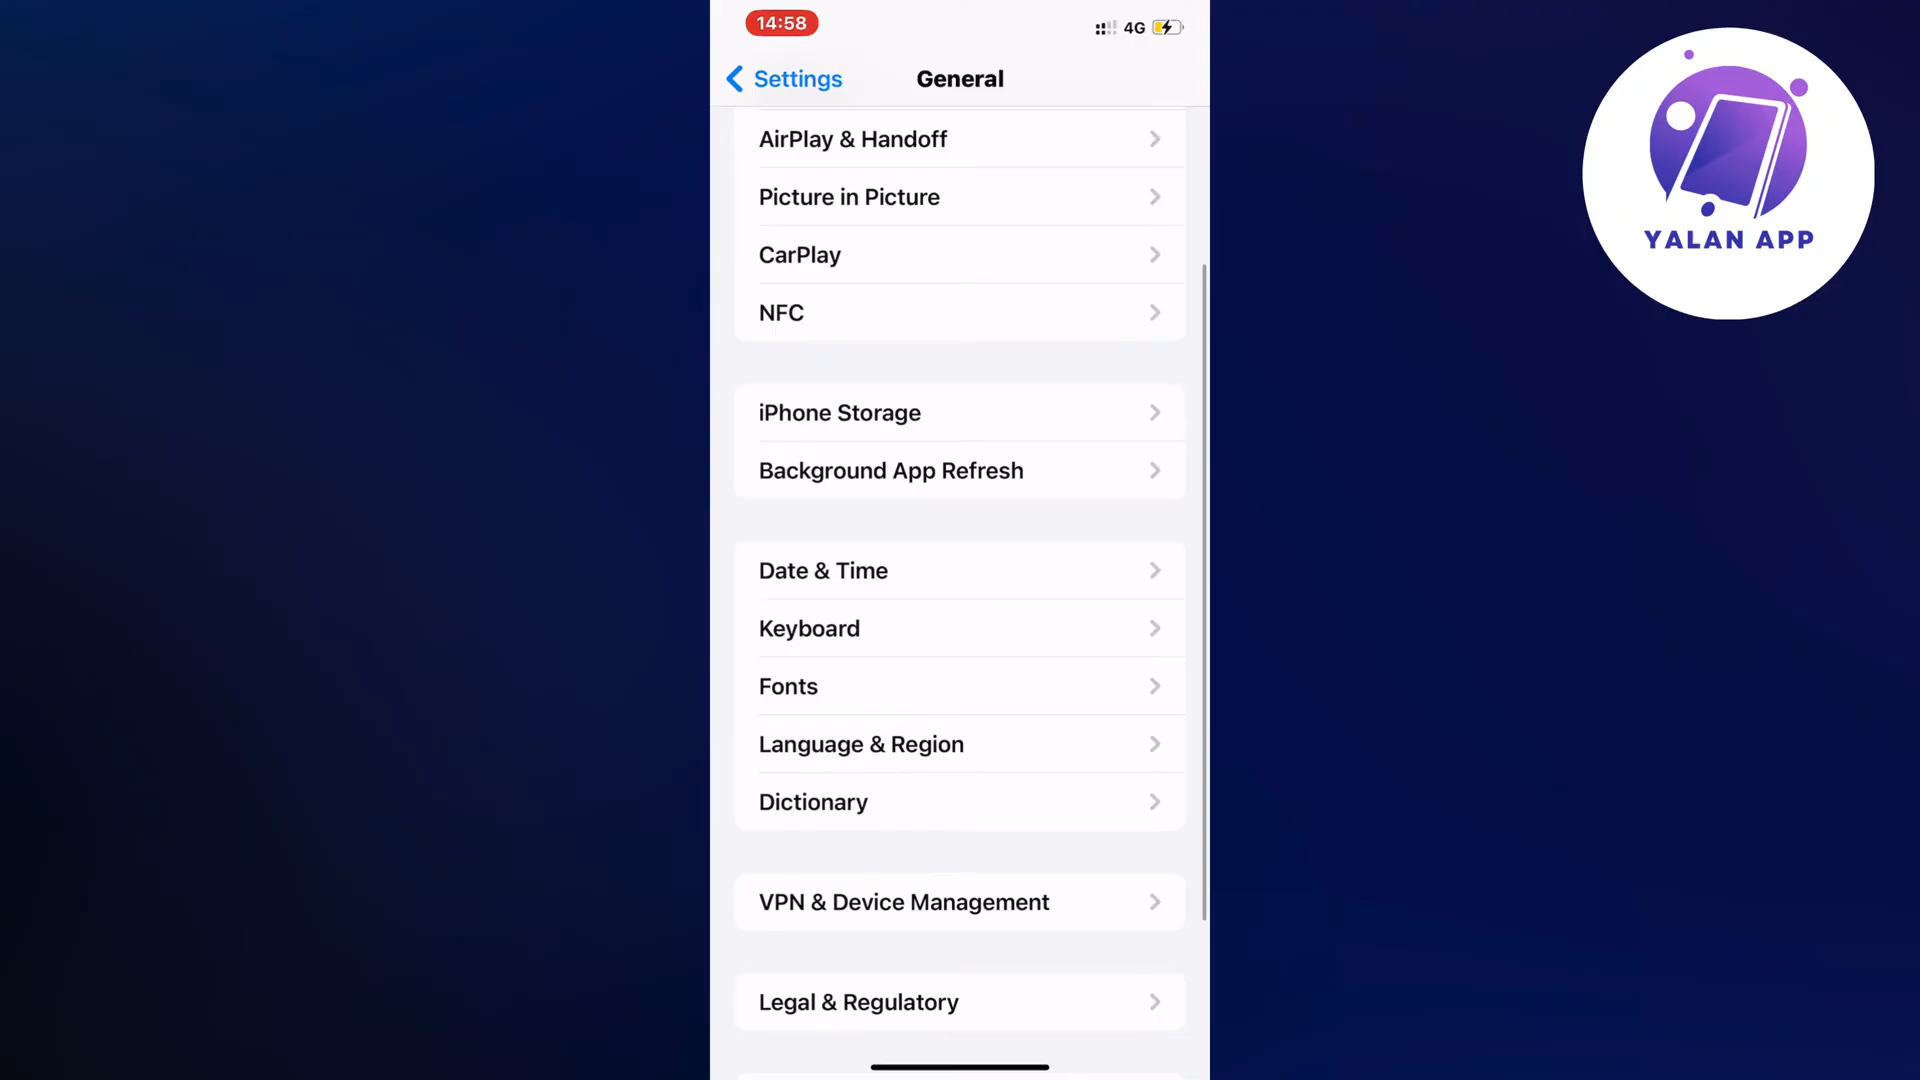 14:58
4G
Settings
General
AirPlay & Handoff
Picture in Picture
CarPlay
NFC
iPhone Storage
Background App Refresh
Date & Time
Keyboard
Fonts
Language & Region
Dictionary
VPN & Device Management
Legal & Regulatory
YALAN APP